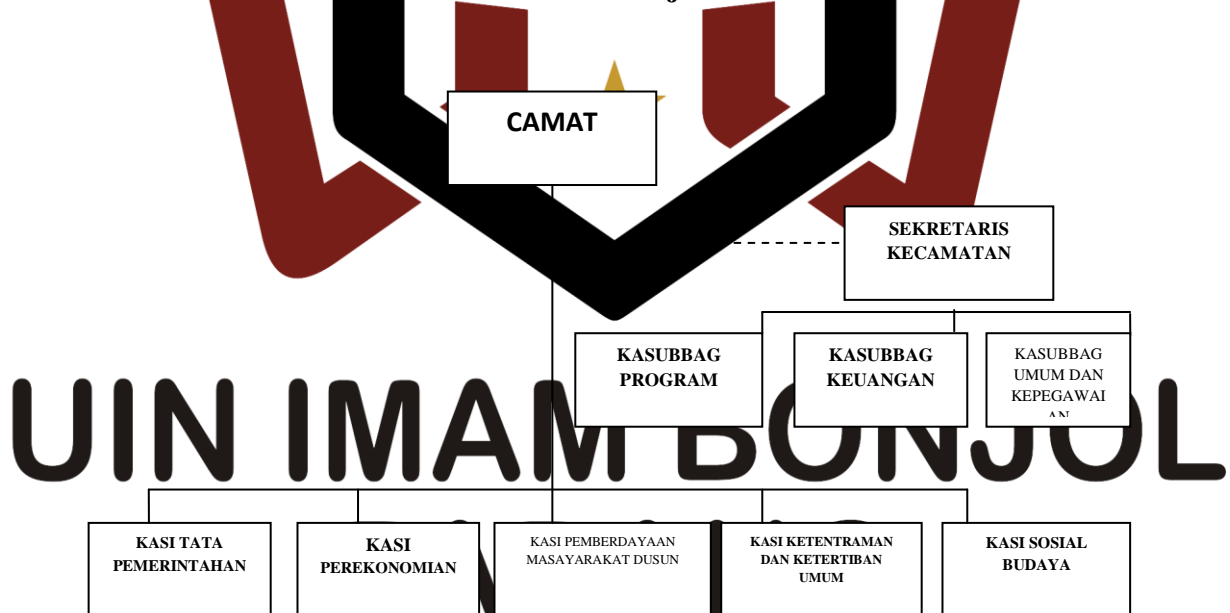 CAMAT
SEKRETARIS
KECAMATAN
KASUBBAG
PROGRAM
KASUBBAG
KEUANGAN
KASUBBAG
UMUM DAN
KEPEGAWAI
AN
UIN IMAM BONJOL
KASI TATA
PEMERINTAHAN
KASI
PEREKONOMIAN
KASI PEMBERDAYAAN
MASAYARAKAT DUSUN
KASI KETENTRAMAN
DAN KETERTIBAN
UMUM
KASI SOSIAL
BUDAYA